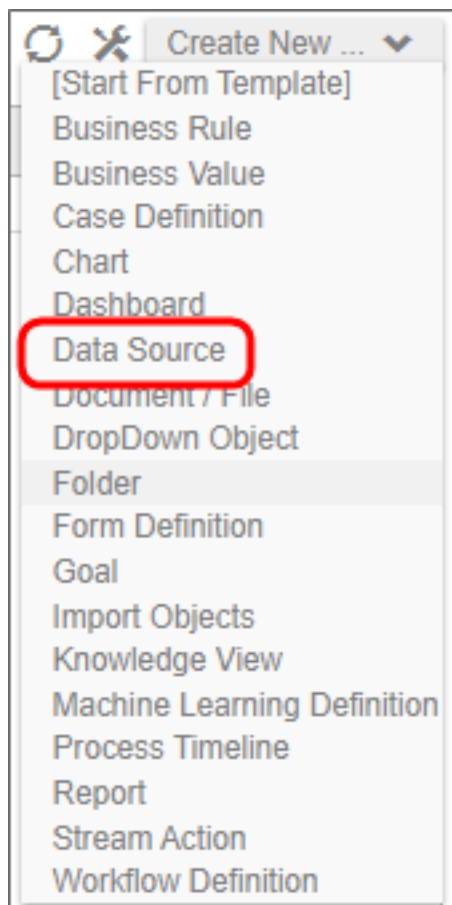 Create New ...
[Start From Template]
Business Rule
Business Value
Case Definition
Chart
Dashboard
Data Source
Document / File
DropDown Object
Folder
Form Definition
Goal
Import Objects
Knowledge View
Machine Learning Definition
Process Timeline
Report
Stream Action
Workflow Definition